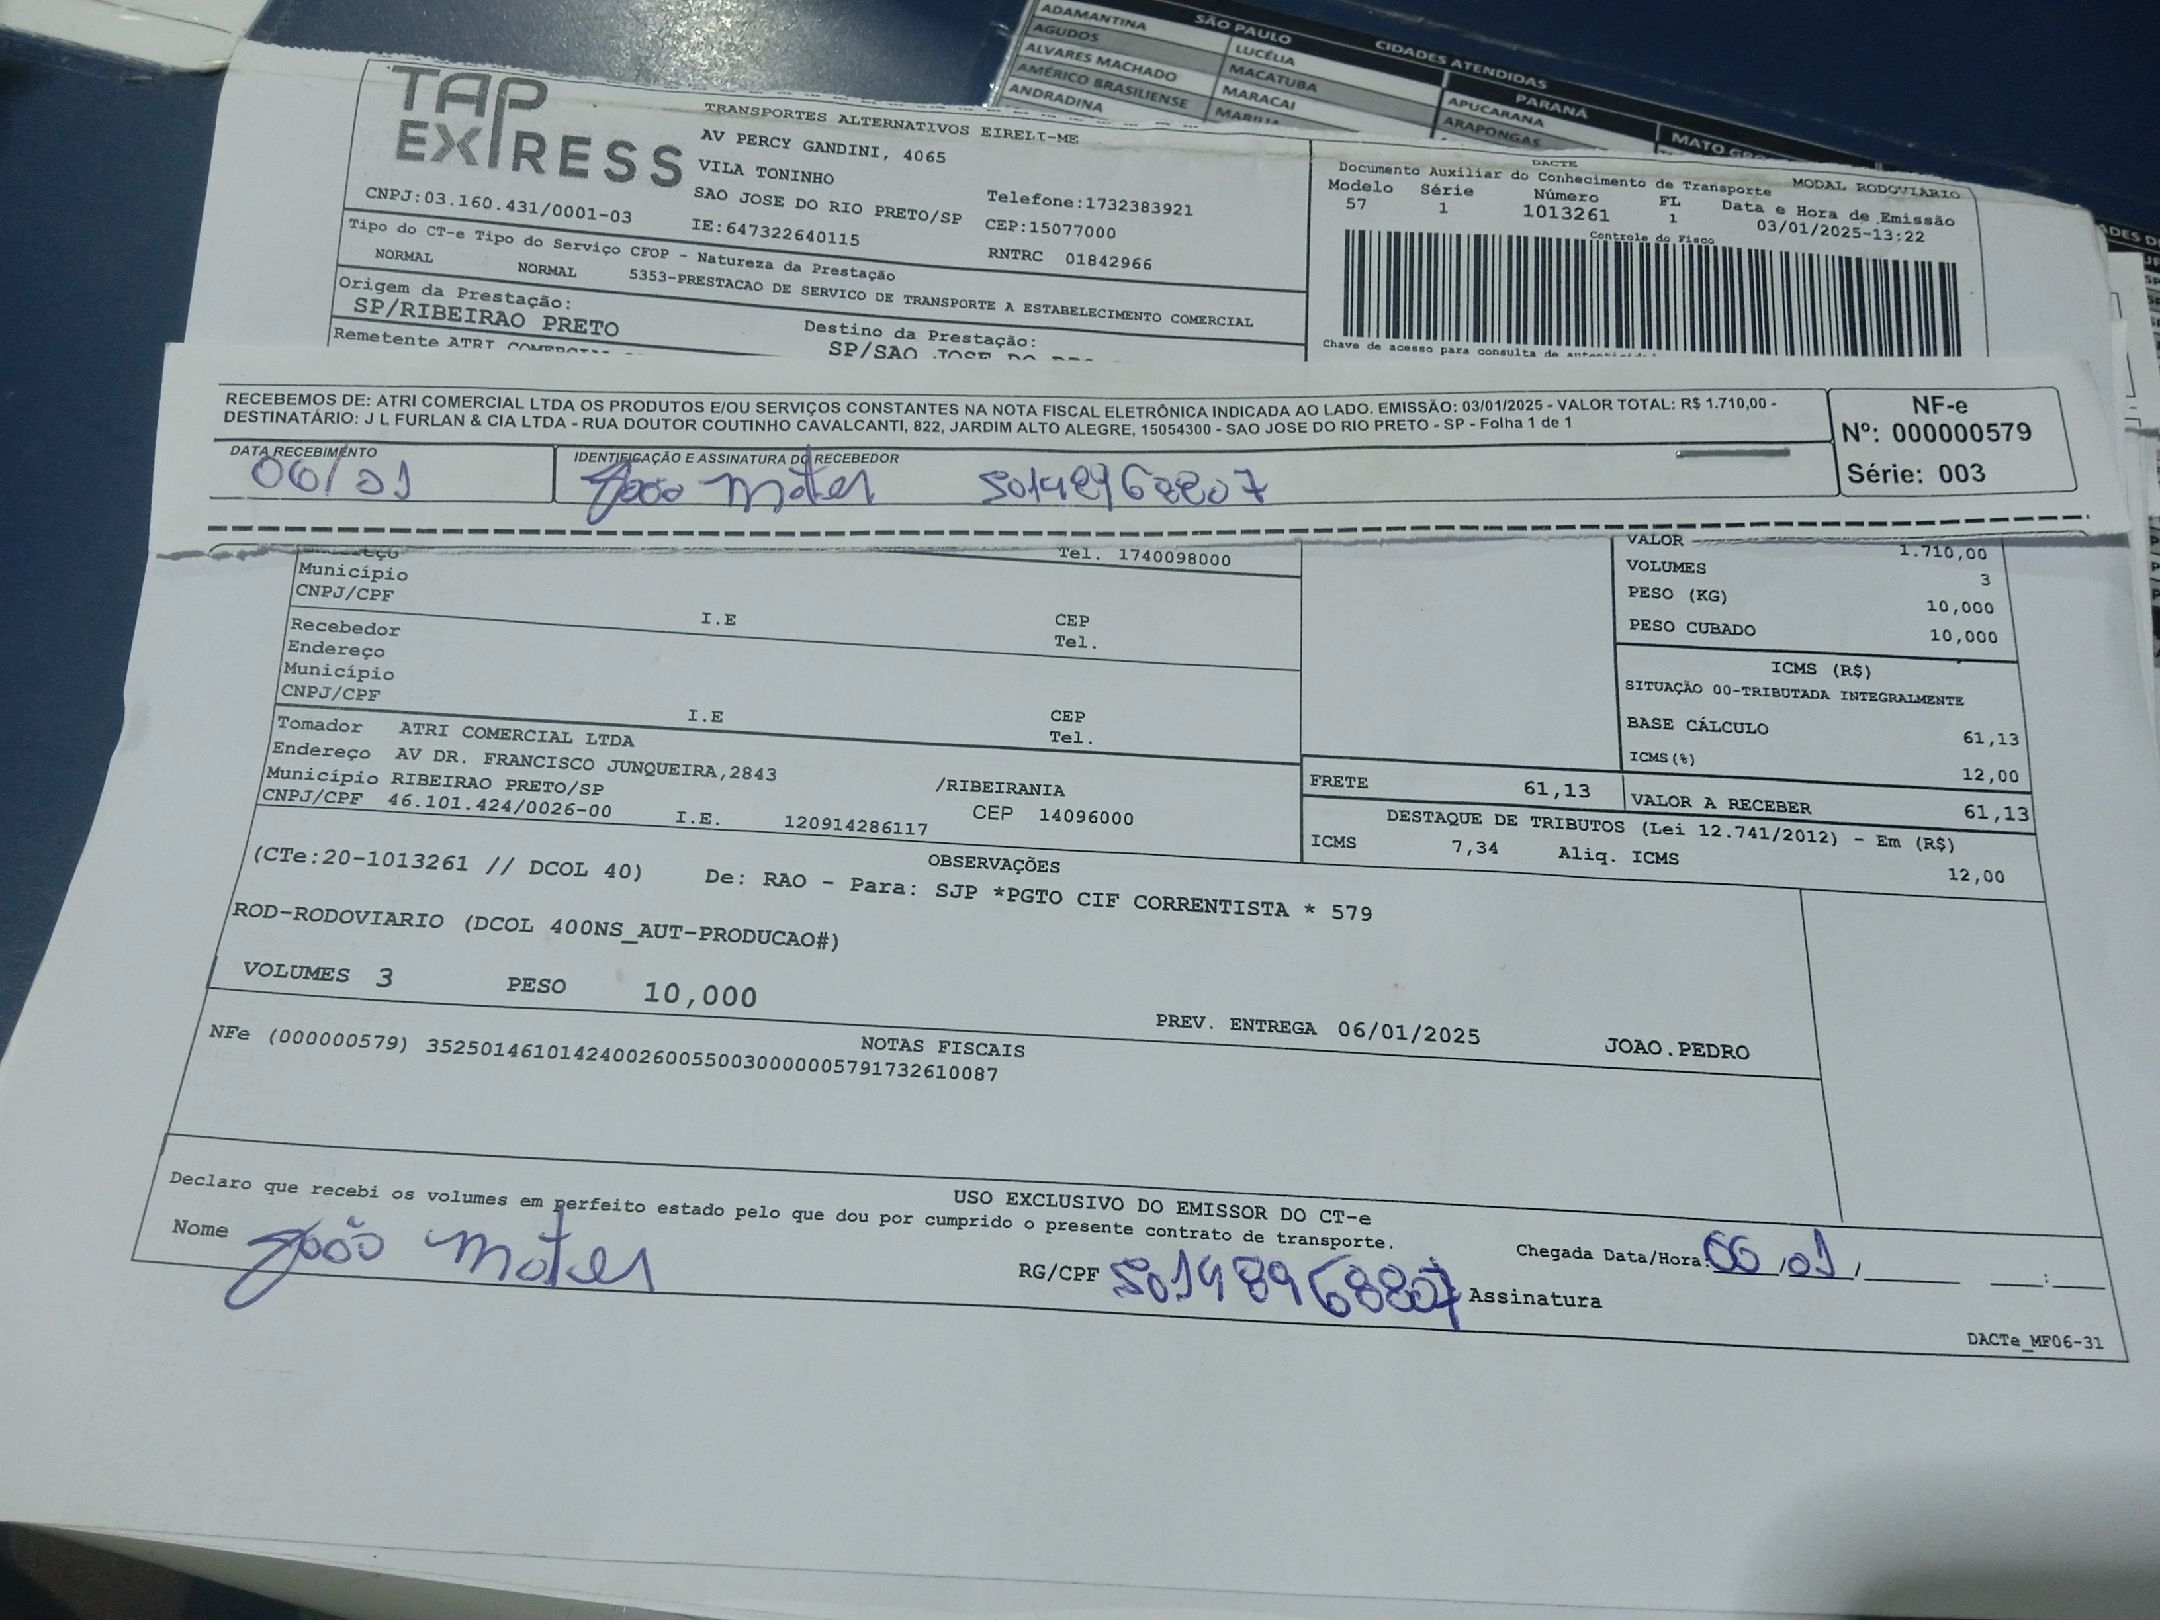 ADAMANTINA
AGUDOS
ALVARES MACHADO
AMÉRICO BRASILIENSE
ANDRADINA
SÃO PAULO
LUCÉLIA
MACATUBA
MARACAI
CIDADES ATENDIDAS
PARANÁ
APUCARANA
ARAPONGAS
TAP EXPRESS
TRANSPORTES ALTERNATIVOS EIRELI-ME
AV PERCY GANDINI, 4065
VILA TONINHO
SAO JOSE DO RIO PRETO/SP
Telefone:1732383921
CNPJ:03.160.431/0001-03
IE:647322640115
CEP:15077000
RNTRC 01842966
DACTE
Documento Auxiliar do Conhecimento de Transporte MODAL RODOVIÁRIO
Modelo Série Número FL Data e Hora de Emissão
57 1 1013261 1 03/01/2025-13:22
Controle do Fisco
Tipo do CT-e Tipo do Serviço CFOP - Natureza da Prestação
NORMAL NORMAL 5353-PRESTACAO DE SERVICO DE TRANSPORTE A ESTABELECIMENTO COMERCIAL
Origem da Prestação:
SP/RIBEIRAO PRETO
Destino da Prestação:
SP/SAO JOSE DO
Remetente ATRI COMERCIAL
Chave de acesso para consulta de
RECEBEMOS DE: ATRI COMERCIAL LTDA OS PRODUTOS E/OU SERVIÇOS CONSTANTES NA NOTA FISCAL ELETRÔNICA INDICADA AO LADO. EMISSÃO: 03/01/2025 - VALOR TOTAL: R$ 1.710,00 -
DESTINATÁRIO: J L FURLAN & CIA LTDA - RUA DOUTOR COUTINHO CAVALCANTI, 822, JARDIM ALTO ALEGRE, 15054300 - SAO JOSE DO RIO PRETO - SP - Folha 1 de 1
NF-e
Nº: 000000579
Série: 003
DATA RECEBIMENTO
06/01
IDENTIFICAÇÃO E ASSINATURA DO RECEBEDOR
João
Tel. 1740098000
Município
CNPJ/CPF I.E CEP
Recebedor Tel.
Endereço
Município
CNPJ/CPF I.E CEP
Tel.
Tomador ATRI COMERCIAL LTDA
Endereço AV DR. FRANCISCO JUNQUEIRA,2843 /RIBEIRANIA
Município RIBEIRAO PRETO/SP CEP 14096000
CNPJ/CPF 46.101.424/0026-00 I.E. 120914286117
VALOR 1.710,00
VOLUMES 3
PESO (KG) 10,000
PESO CUBADO 10,000
ICMS (R$)
SITUAÇÃO 00-TRIBUTADA INTEGRALMENTE
BASE CÁLCULO 61,13
ICMS(%) 12,00
FRETE 61,13 VALOR A RECEBER 61,13
DESTAQUE DE TRIBUTOS (Lei 12.741/2012) - Em (R$)
ICMS 7,34 Aliq. ICMS 12,00
OBSERVAÇÕES
(CTe:20-1013261 // DCOL 40) De: RAO - Para: SJP *PGTO CIF CORRENTISTA * 579
ROD-RODOVIARIO (DCOL 400NS_AUT-PRODUCAO#)
VOLUMES 3 PESO 10,000
PREV. ENTREGA 06/01/2025 JOAO.PEDRO
NOTAS FISCAIS
NFe (000000579) 35250146101424002600550030000005791732610087
USO EXCLUSIVO DO EMISSOR DO CT-e
Declaro que recebi os volumes em perfeito estado pelo que dou por cumprido o presente contrato de transporte.
Nome João
RG/CPF 50148968807 Assinatura
Chegada Data/Hora: 06/01/
DACTe_MF06-31